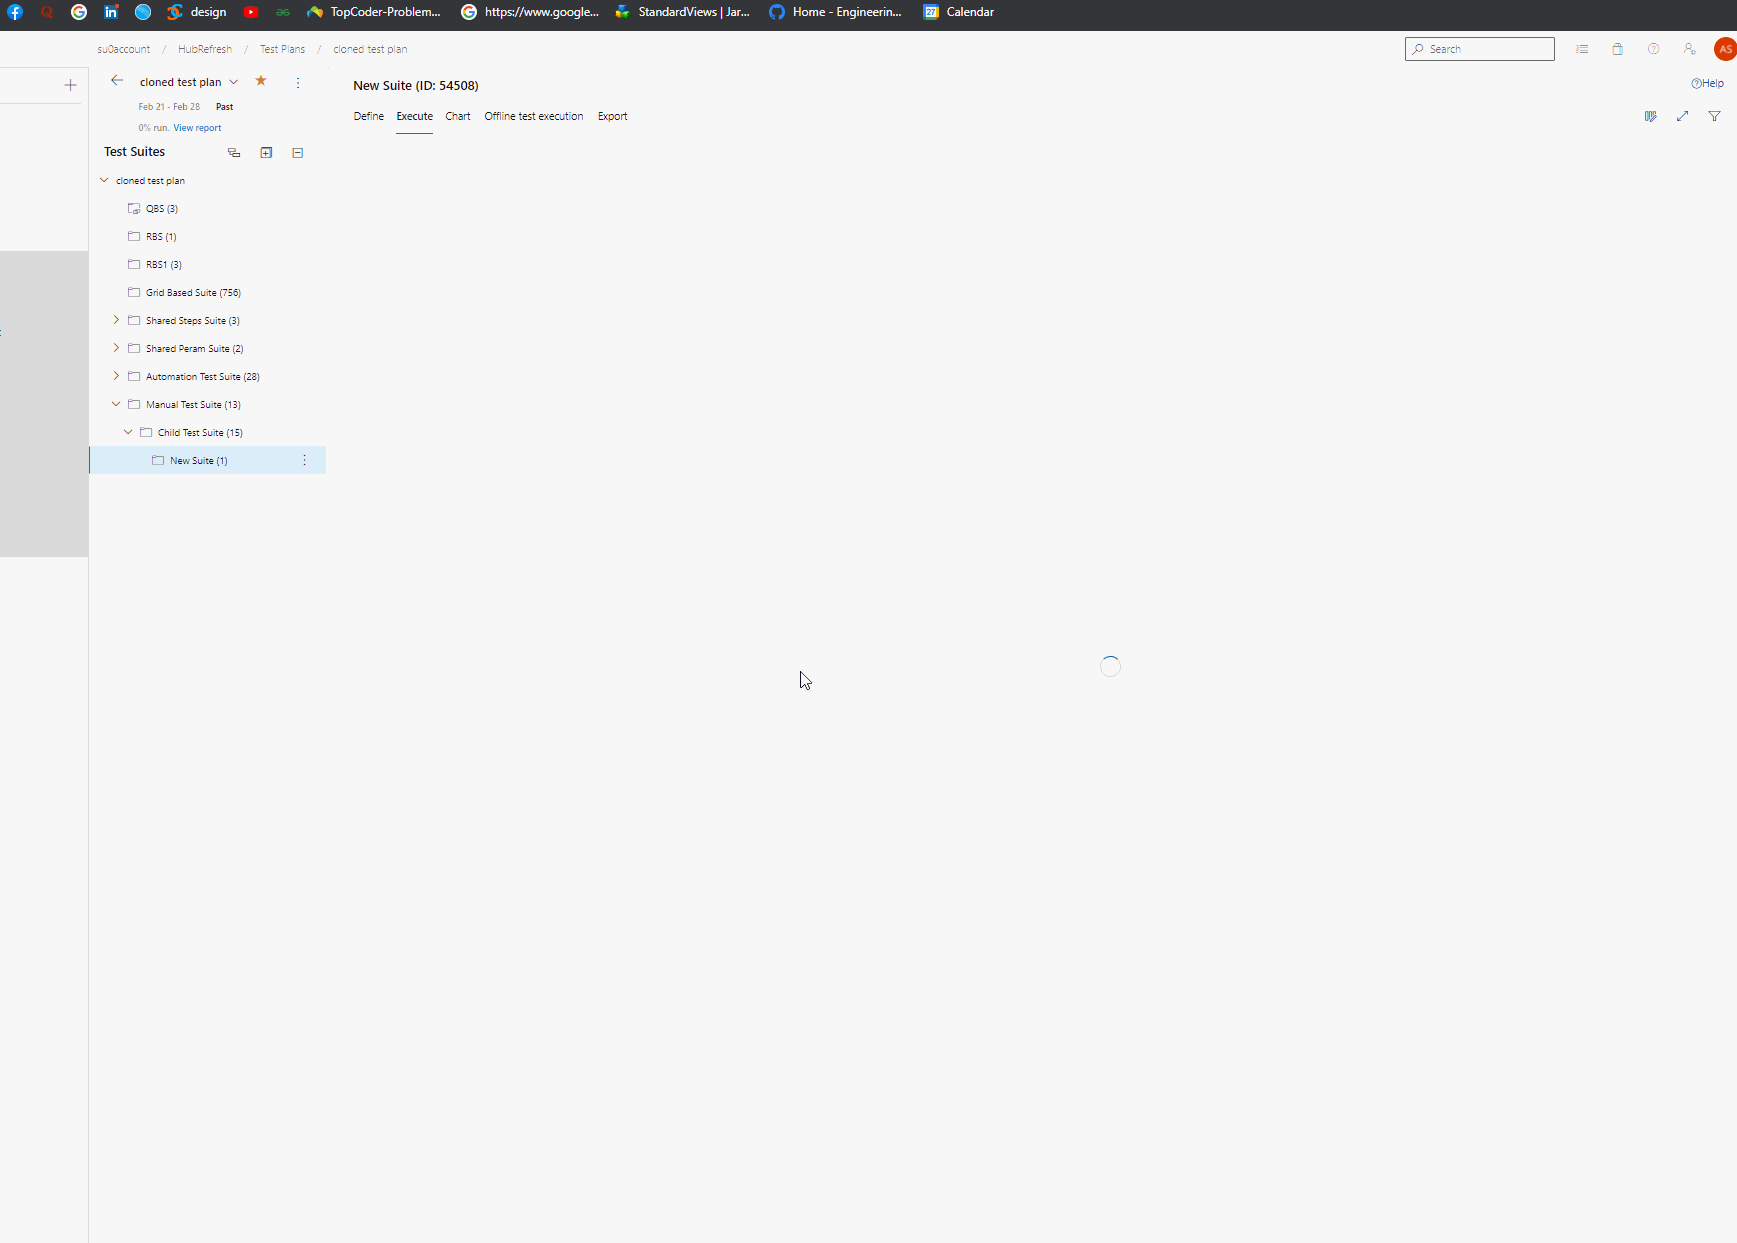 design
TopCoder-Problem...
https://www.google...
StandardViews | Jar...
Home - Engineerin...
27
Calendar
su0account / HubRefresh / Test Plans / cloned test plan
Search
AS
cloned test plan
Feb 21 - Feb 28 Past
0% run. View report
New Suite (ID: 54508)
Help
Define Execute Chart Offline test execution Export
Test Suites
cloned test plan
QBS (3)
RBS (1)
RBS1 (3)
Grid Based Suite (756)
Shared Steps Suite (3)
Shared Peram Suite (2)
Automation Test Suite (28)
Manual Test Suite (13)
Child Test Suite (15)
New Suite (1)